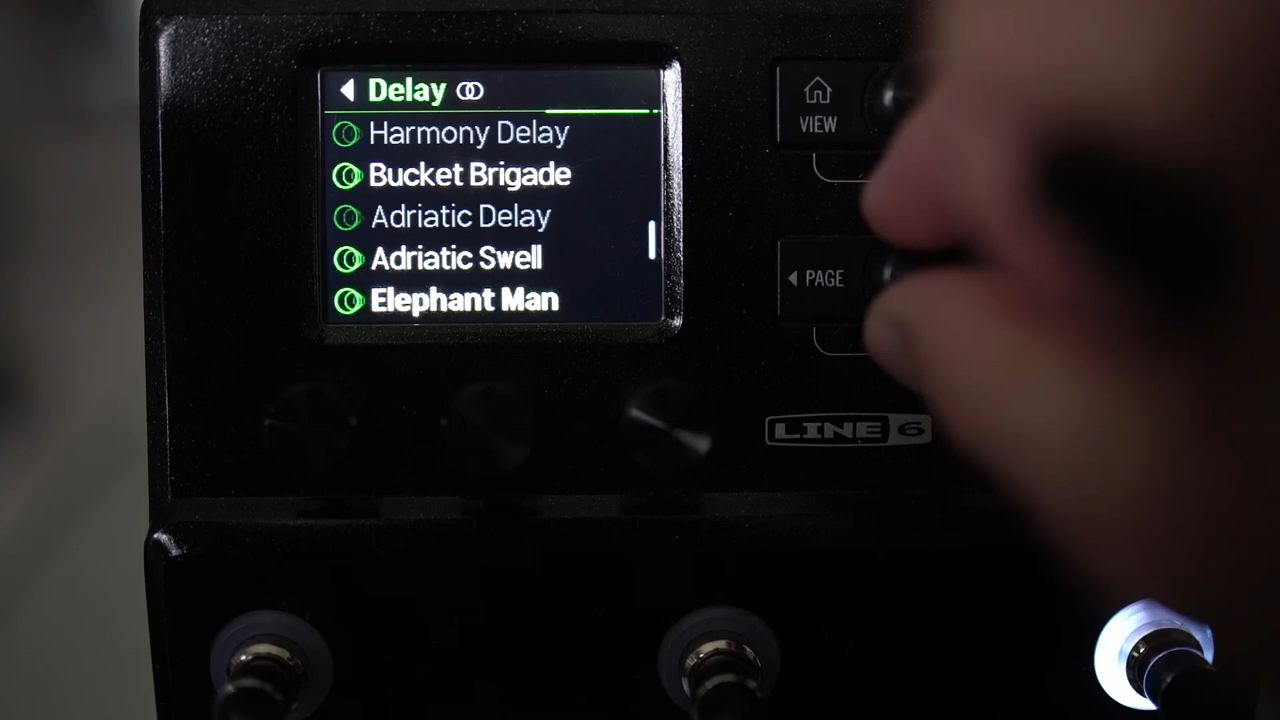 Delay
Harmony Delay
Bucket Brigade
Adriatic Delay
Adriatic Swell
Elephant Man
VIEW
PAGE
LINE 6